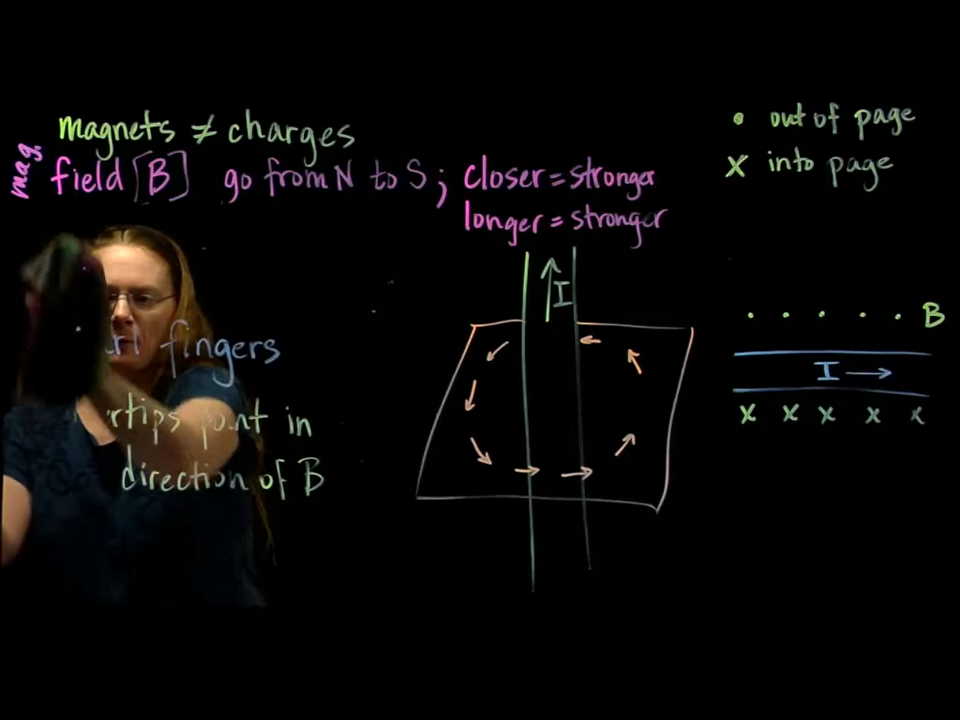 magnets ≠ charges
mag. field [B] go from N to S; closer = stronger
longer = stronger
• out of page
x into page
fingers
point in
direction of B
I
. . . . . B
I →
x x x x x